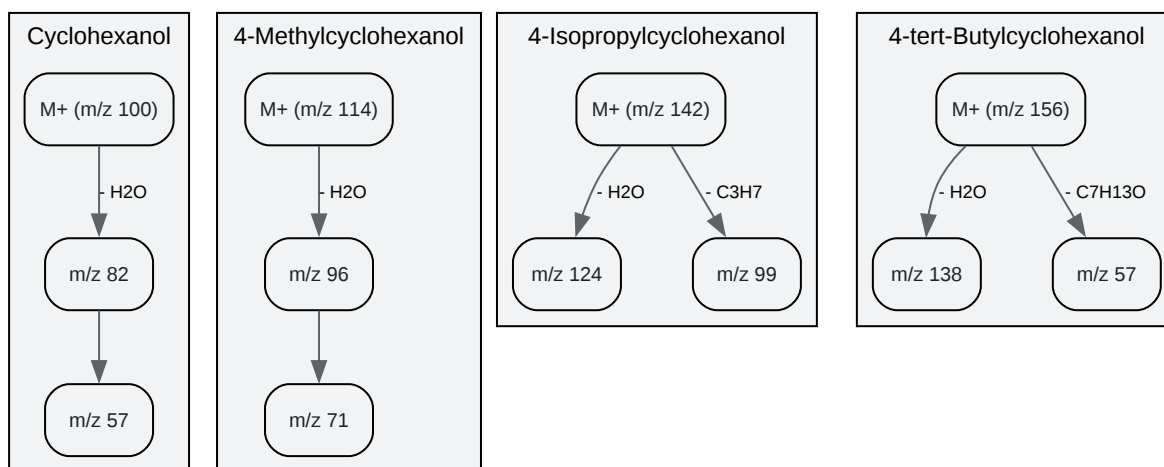 Cyclohexanol
M+ (m/z 100)
- H2O
m/z 82
m/z 57
4-Methylcyclohexanol
M+ (m/z 114)
- H2O
m/z 96
m/z 71
4-Isopropylcyclohexanol
M+ (m/z 142)
- H2O
- C3H7
m/z 124
m/z 99
4-tert-Butylcyclohexanol
M+ (m/z 156)
- H2O
- C7H13O
m/z 138
m/z 57